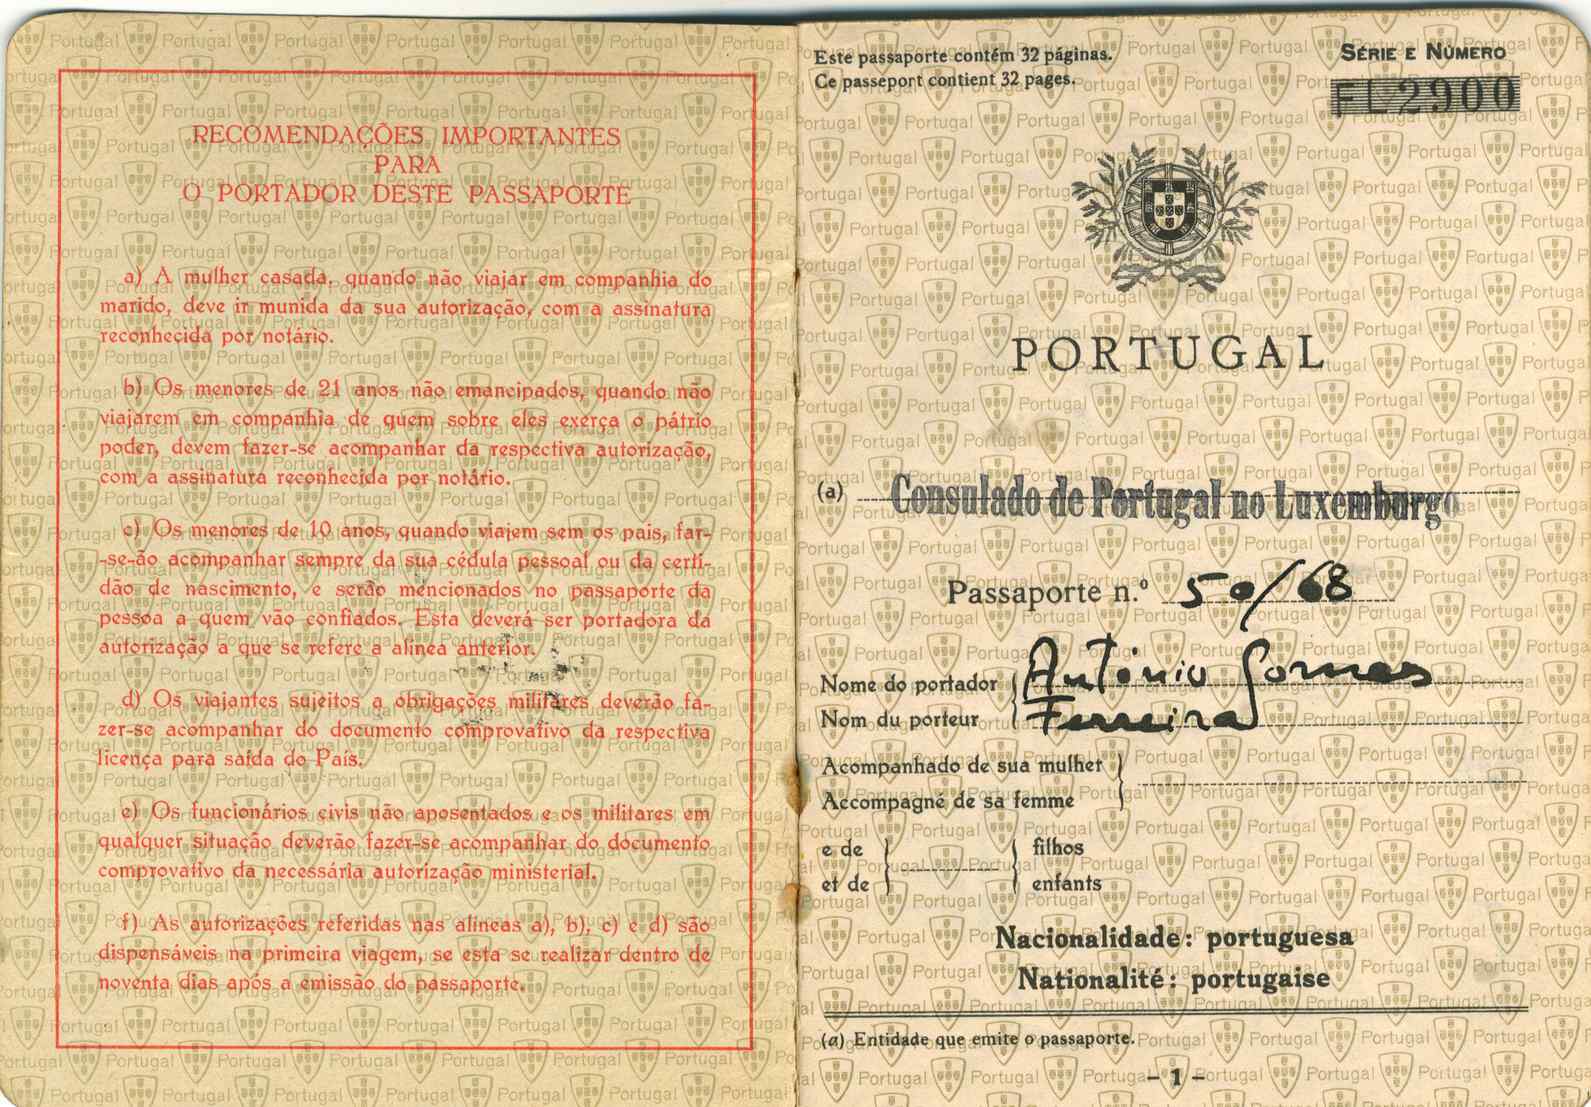 RECOMENDAÇÕES IMPORTANTES
PARA
O PORTADOR DESTE PASSAPORTE
a) A mulher casada, quando não viajar em companhia do
marido, deve ir munida da sua autorização, com a assinatura
reconhecida por notário.
b) Os menores de 21 anos não emancipados, quando não
viajarem em companhia de quem sobre eles exerça o pátrio
poder, devem fazer-se acompanhar da respectiva autorização,
com a assinatura reconhecida por notário.
c) Os menores de 10 anos, quando viajem sem os pais, far-
-se-ão acompanhar sempre da sua cédula pessoal ou da certi-
dão de nascimento, e serão mencionados no passaporte da
pessoa a quem vão confiados. Esta deverá ser portadora da
autorização a que se refere a alínea anterior.
d) Os viajantes sujeitos a obrigações militares deverão fa-
zer-se acompanhar do documento comprovativo da respectiva
licença para saída do País.
e) Os funcionários civis não aposentados e os militares em
qualquer situação deverão fazer-se acompanhar do documento
comprovativo da necessária autorização ministerial.
f) As autorizações referidas nas alíneas a), b), c) e d) são
dispensáveis na primeira viagem, se esta se realizar dentro de
noventa dias após a emissão do passaporte.
Este passaporte contém 32 páginas.
Ce passeport contient 32 pages.
SÉRIE E NÚMERO
FL2900
PORTUGAL
(a) Consulado de Portugal no Luxemburgo
Passaporte n.º 50/68
Nome do portador António Gomes
Nom du porteur Ferreira
Acompanhado de sua mulher
Accompagné de sa femme
e de filhos
et de enfants
Nacionalidade: portuguesa
Nationalité: portugaise
(a) Entidade que emite o passaporte.
- 1 -